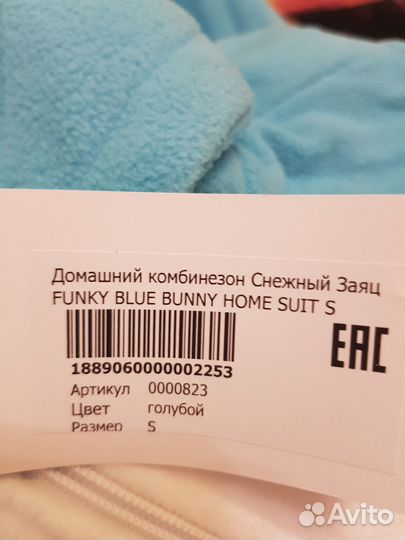 Домашний комбинезон Снежный Заяц
FUNKY BLUE BUNNY HOME SUIT S
EAC
1889060000002253
Артикул 0000823
Цвет голубой
Размер S
Avito